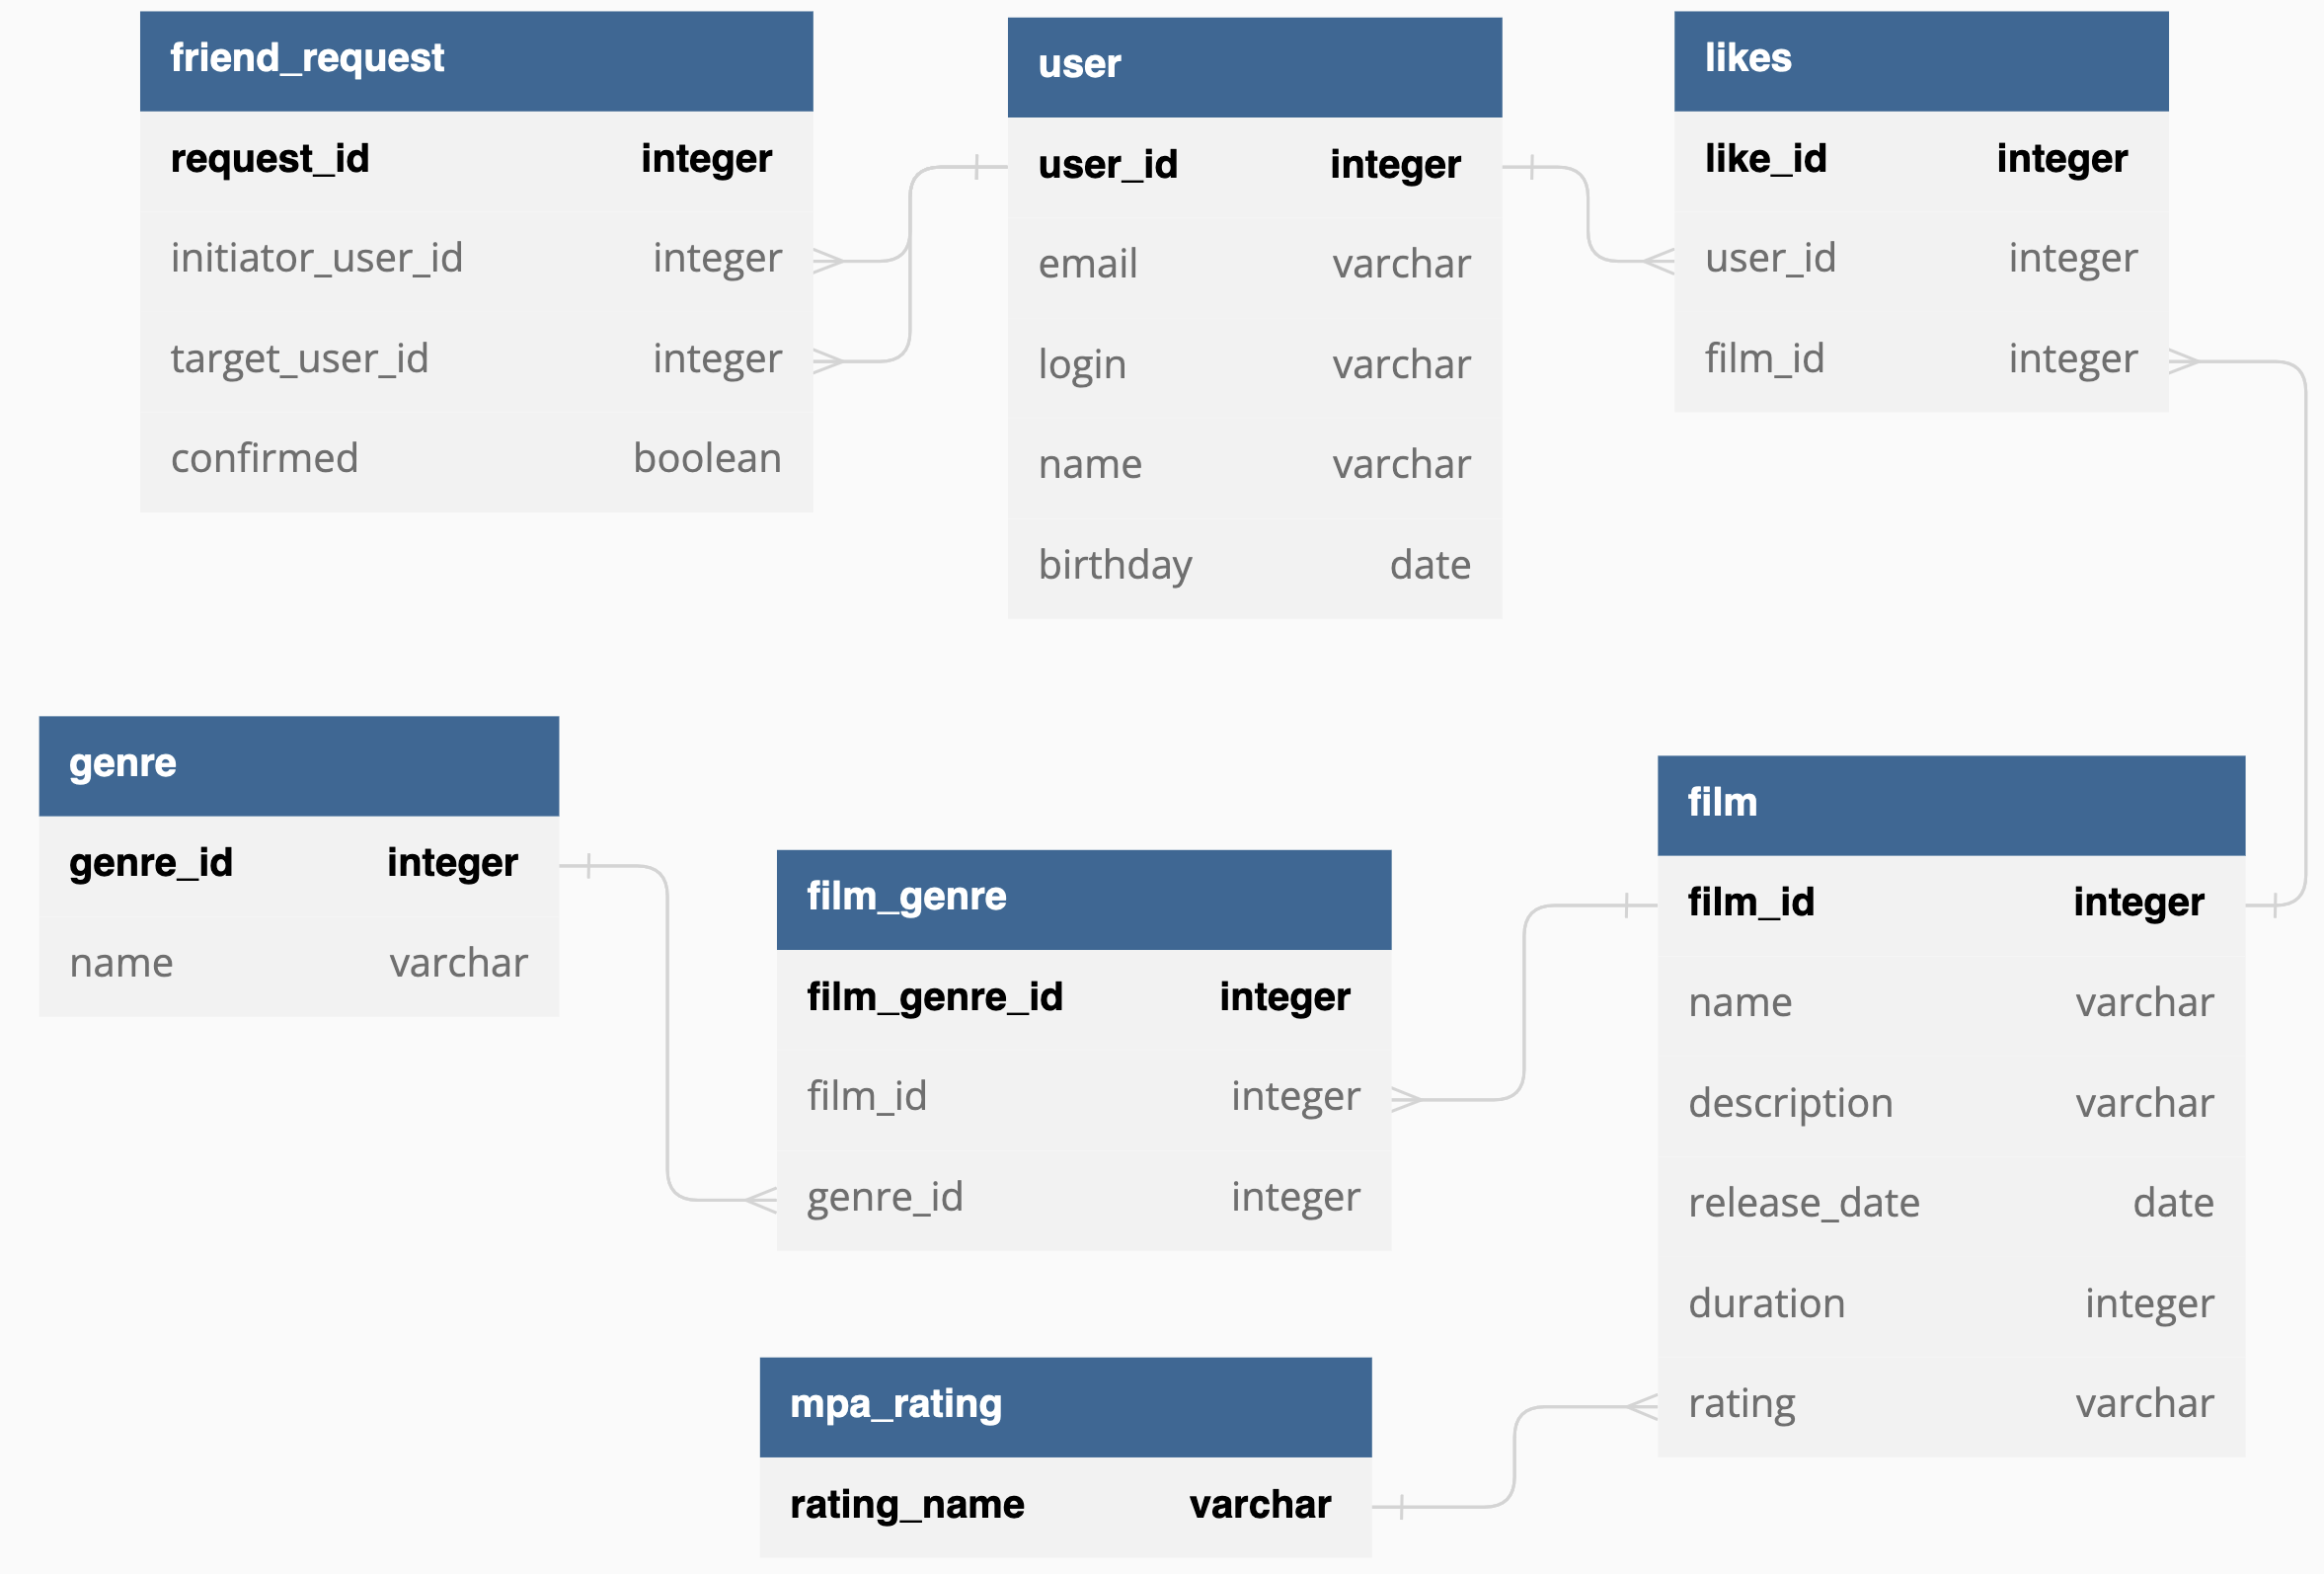 friend_request
request_id integer
initiator_user_id integer
target_user_id integer
confirmed boolean
user
user_id integer
email varchar
login varchar
name varchar
birthday date
likes
like_id integer
user_id integer
film_id integer
genre
genre_id integer
name varchar
film_genre
film_genre_id integer
film_id integer
genre_id integer
film
film_id integer
name varchar
description varchar
release_date date
duration integer
rating varchar
mpa_rating
rating_name varchar